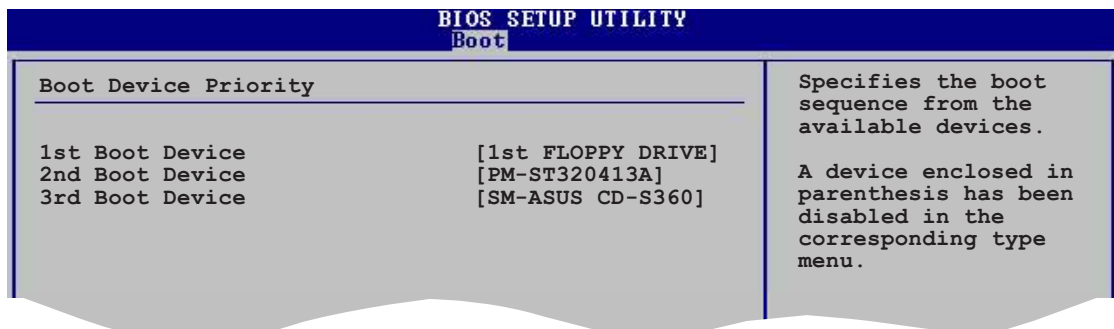 BIOS SETUP UTILITY
Boot
Boot Device Priority
1st Boot Device [1st FLOPPY DRIVE]
2nd Boot Device [PM-ST320413A]
3rd Boot Device [SM-ASUS CD-S360]
Specifies the boot
sequence from the
available devices.
A device enclosed in
parenthesis has been
disabled in the
corresponding type
menu.